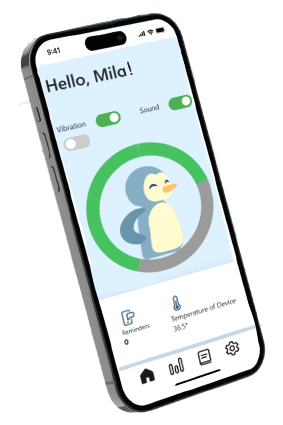 9:41
Hello, Mila!
Vibration
Sound
Reminders
0
Temperature of Device
36.5°